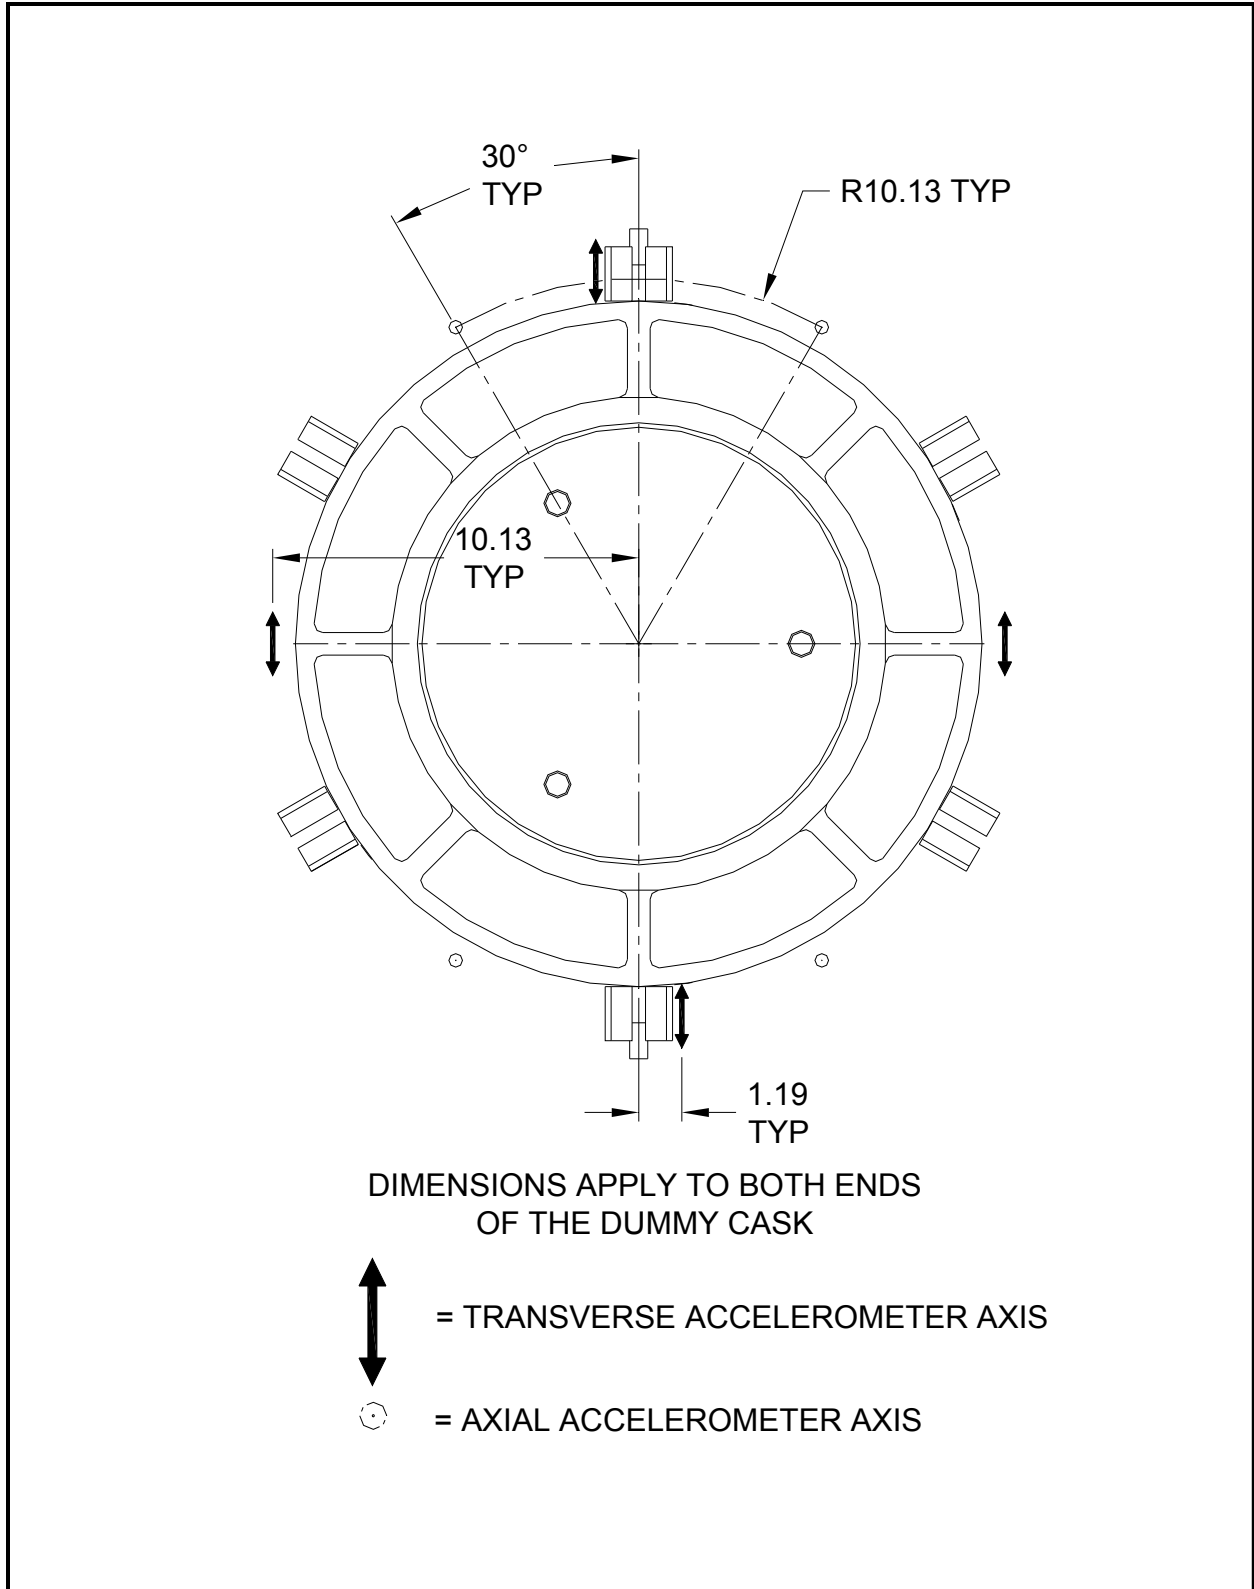 30°
TYP
R10.13 TYP
10.13
TYP
1.19
TYP
DIMENSIONS APPLY TO BOTH ENDS
OF THE DUMMY CASK
= TRANSVERSE ACCELEROMETER AXIS
= AXIAL ACCELEROMETER AXIS